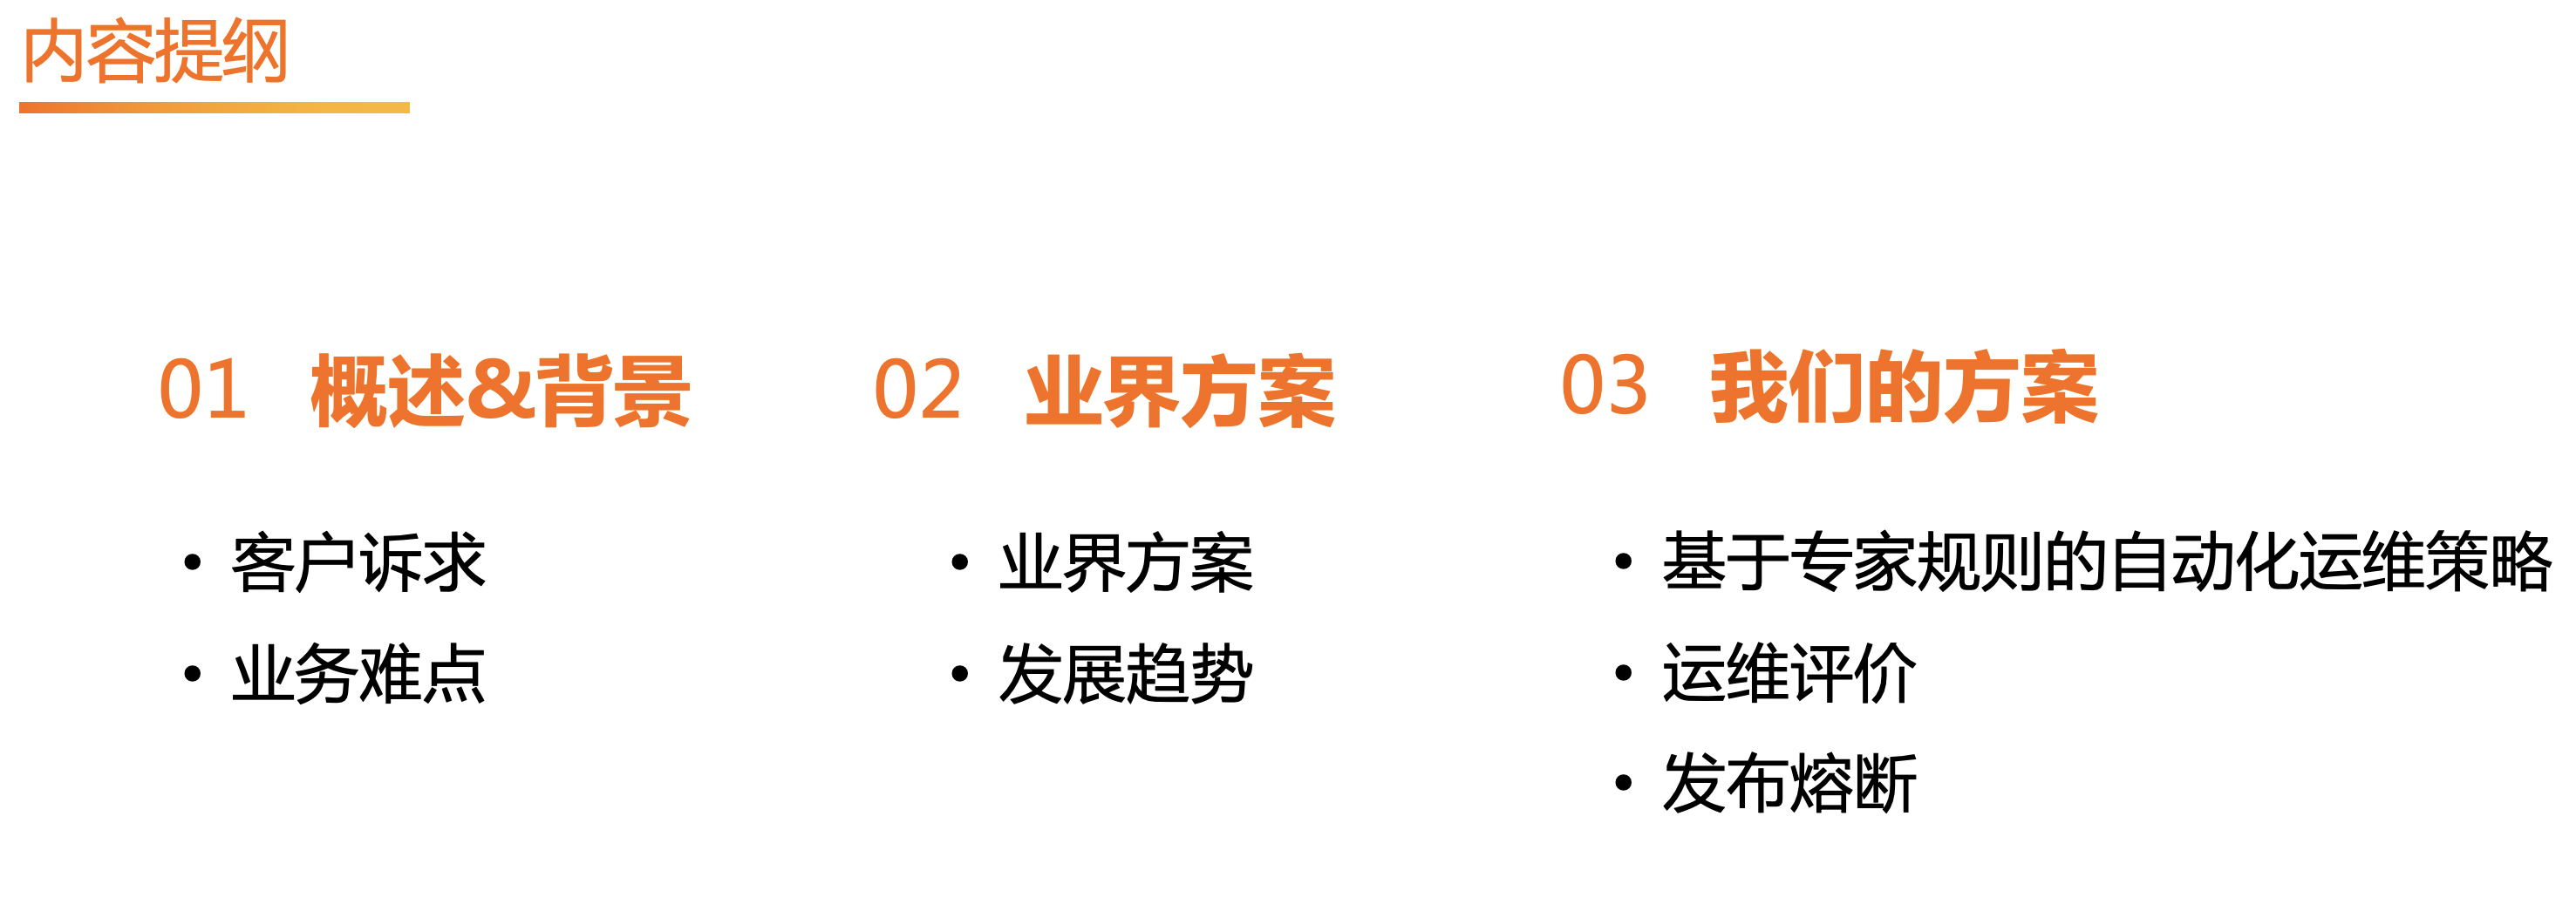 内容提纲
01 概述&背景
• 客户诉求
• 业务难点
02 业界方案
• 业界方案
• 发展趋势
03 我们的方案
• 基于专家规则的自动化运维策略
• 运维评价
• 发布熔断